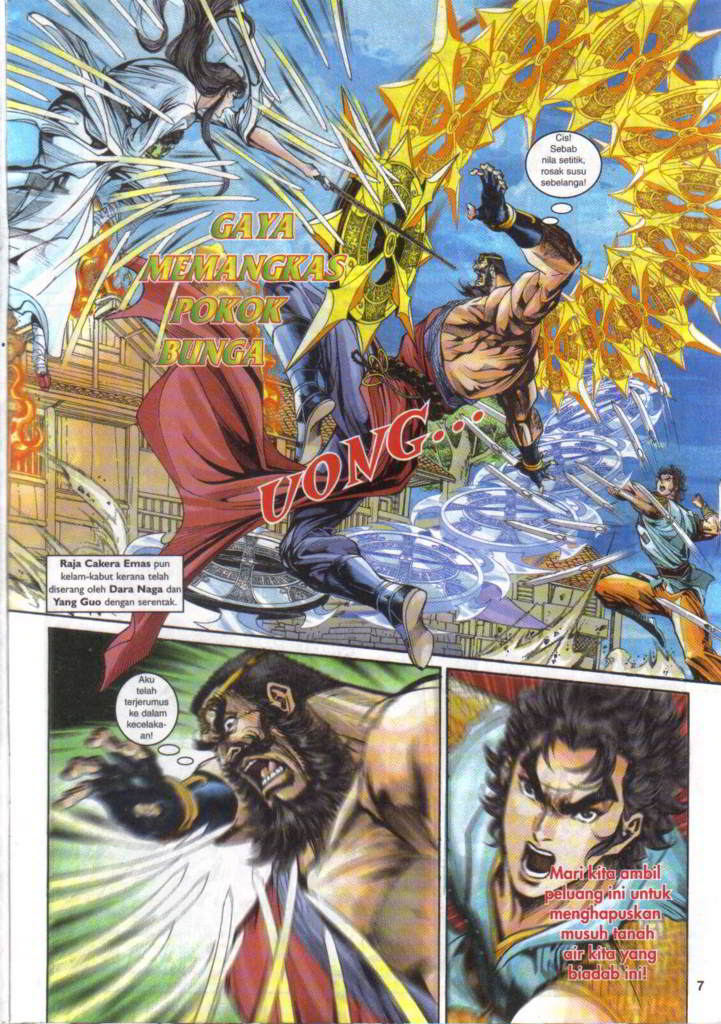 Cis!
Sebab
nila setitik,
rosak susu
sebelanga!
GAYA
MEMANGKAS
POKOK
BUNGA
UONG...
Raja Cakera Emas pun
kelam-kabut kerana telah
diserang oleh Dara Naga dan
Yang Guo dengan serentak.
Aku
telah
terjerumus
ke dalam
kecelaka-
an!
Mari kita ambil
peluang ini untuk
menghapuskan
musuh tanah
air kita yang
biadab ini!
7